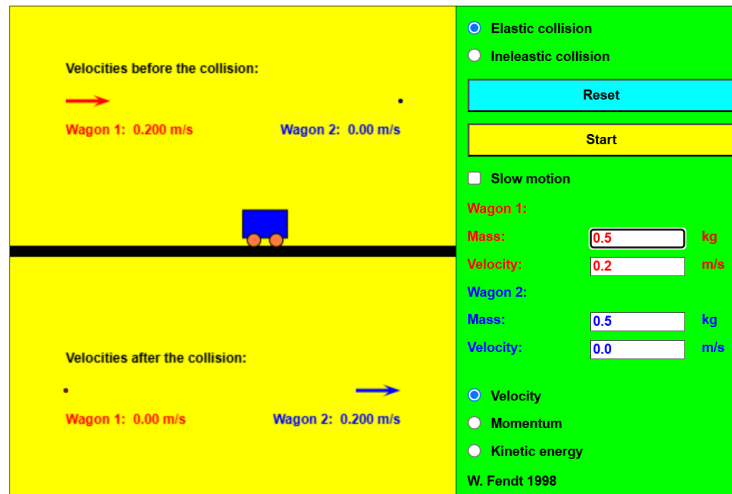 Velocities before the collision:
Wagon 1: 0.200 m/s
Wagon 2: 0.00 m/s
Velocities after the collision:
Wagon 1: 0.00 m/s
Wagon 2: 0.200 m/s
Elastic collision
Ineleastic collision
Reset
Start
Slow motion
Wagon 1:
Mass: 0.5 kg
Velocity: 0.2 m/s
Wagon 2:
Mass: 0.5 kg
Velocity: 0.0 m/s
Velocity
Momentum
Kinetic energy
W. Fendt 1998